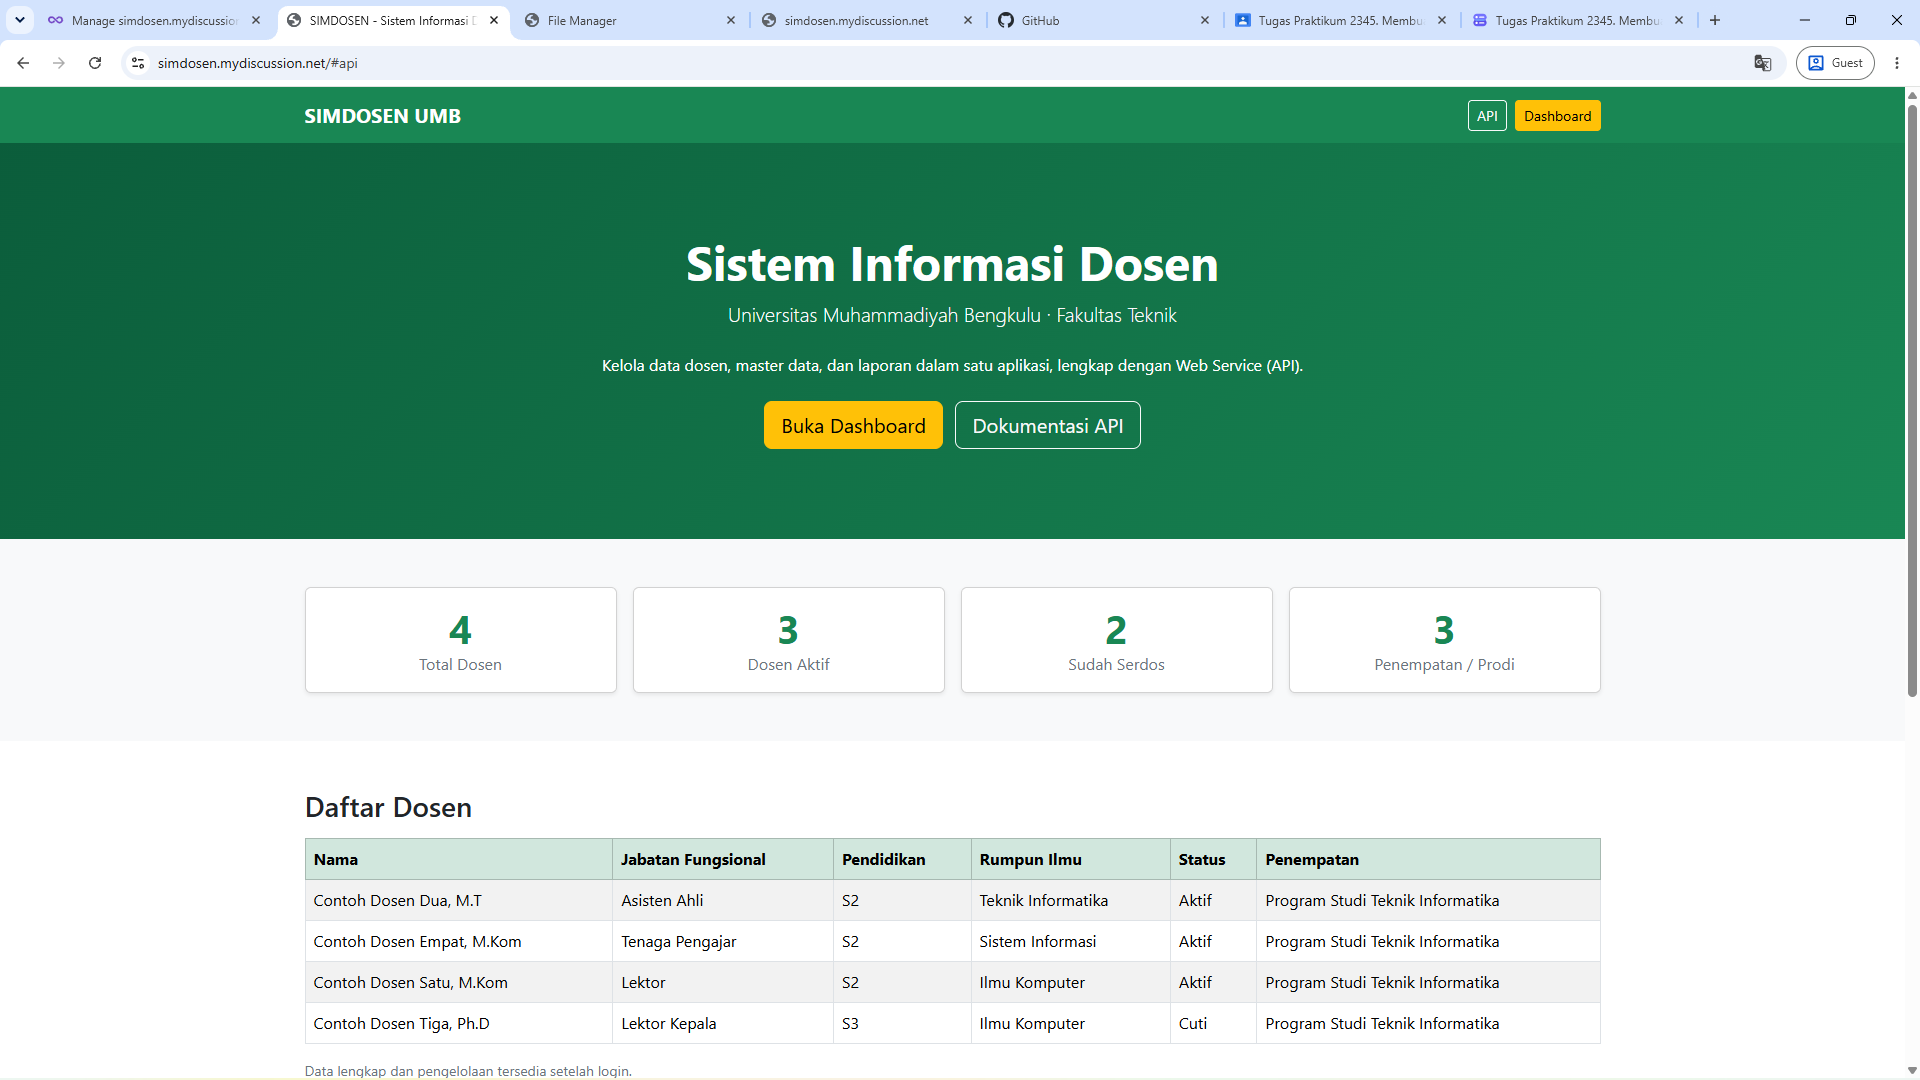 Manage simdosen.mydiscussion
SIMDOSEN - Sistem Informasi D
File Manager
simdosen.mydiscussion.net
GitHub
Tugas Praktikum 2345. Membu
Tugas Praktikum 2345. Membu
simdosen.mydiscussion.net/#api
Guest
SIMDOSEN UMB
API
Dashboard
Sistem Informasi Dosen
Universitas Muhammadiyah Bengkulu · Fakultas Teknik
Kelola data dosen, master data, dan laporan dalam satu aplikasi, lengkap dengan Web Service (API).
Buka Dashboard
Dokumentasi API
4
Total Dosen
3
Dosen Aktif
2
Sudah Serdos
3
Penempatan / Prodi
Daftar Dosen
Nama Jabatan Fungsional Pendidikan Rumpun Ilmu Status Penempatan
Contoh Dosen Dua, M.T Asisten Ahli S2 Teknik Informatika Aktif Program Studi Teknik Informatika
Contoh Dosen Empat, M.Kom Tenaga Pengajar S2 Sistem Informasi Aktif Program Studi Teknik Informatika
Contoh Dosen Satu, M.Kom Lektor S2 Ilmu Komputer Aktif Program Studi Teknik Informatika
Contoh Dosen Tiga, Ph.D Lektor Kepala S3 Ilmu Komputer Cuti Program Studi Teknik Informatika
Data lengkap dan pengelolaan tersedia setelah login.